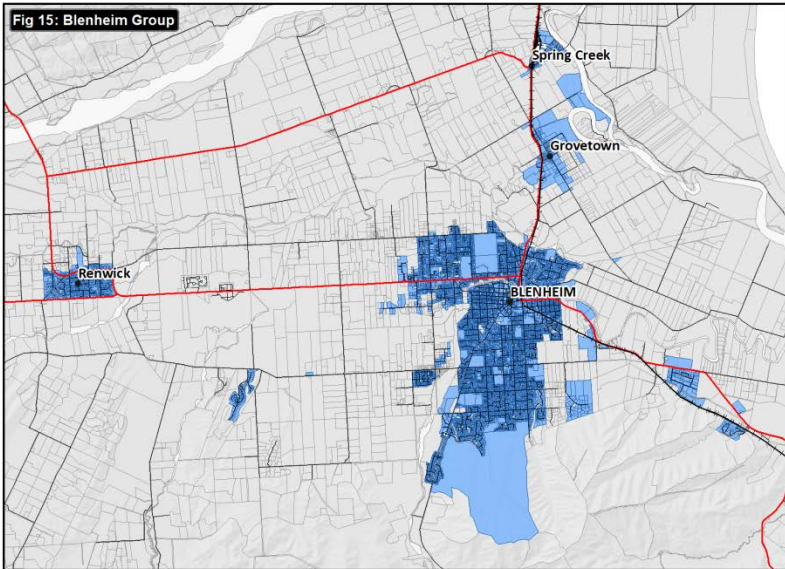 Fig 15: Blenheim Group
Spring Creek
Grovetown
Renwick
BLENHEIM